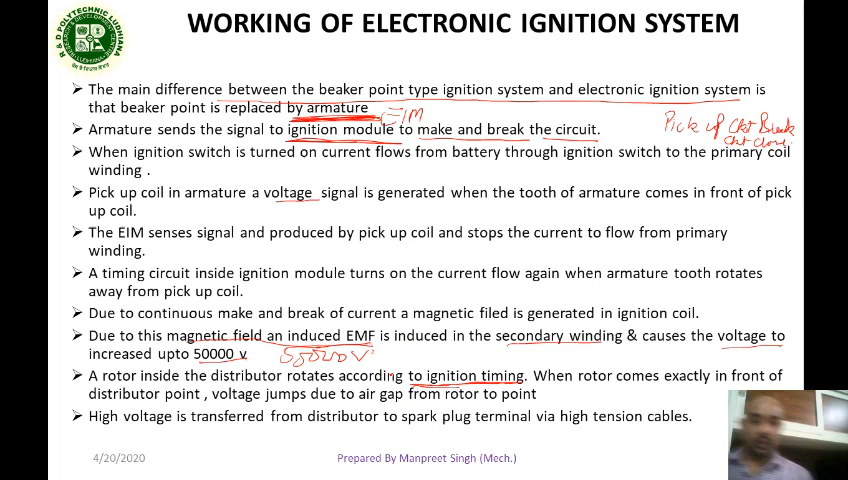 WORKING OF ELECTRONIC IGNITION SYSTEM
R & D POLYTECHNIC LUDHIANA
➢ The main difference between the beaker point type ignition system and electronic ignition system is
that beaker point is replaced by armature
EIM
➢ Armature sends the signal to ignition module to make and break the circuit.
Pick up Ckt Break
Ckt close.
➢ When ignition switch is turned on current flows from battery through ignition switch to the primary coil
winding .
➢ Pick up coil in armature a voltage signal is generated when the tooth of armature comes in front of pick
up coil.
➢ The EIM senses signal and produced by pick up coil and stops the current to flow from primary
winding.
➢ A timing circuit inside ignition module turns on the current flow again when armature tooth rotates
away from pick up coil.
➢ Due to continuous make and break of current a magnetic filed is generated in ignition coil.
➢ Due to this magnetic field an induced EMF is induced in the secondary winding & causes the voltage to
increased upto 50000 v
50000 V
➢ A rotor inside the distributor rotates according to ignition timing. When rotor comes exactly in front of
distributor point , voltage jumps due to air gap from rotor to point
➢ High voltage is transferred from distributor to spark plug terminal via high tension cables.
4/20/2020
Prepared By Manpreet Singh (Mech.)